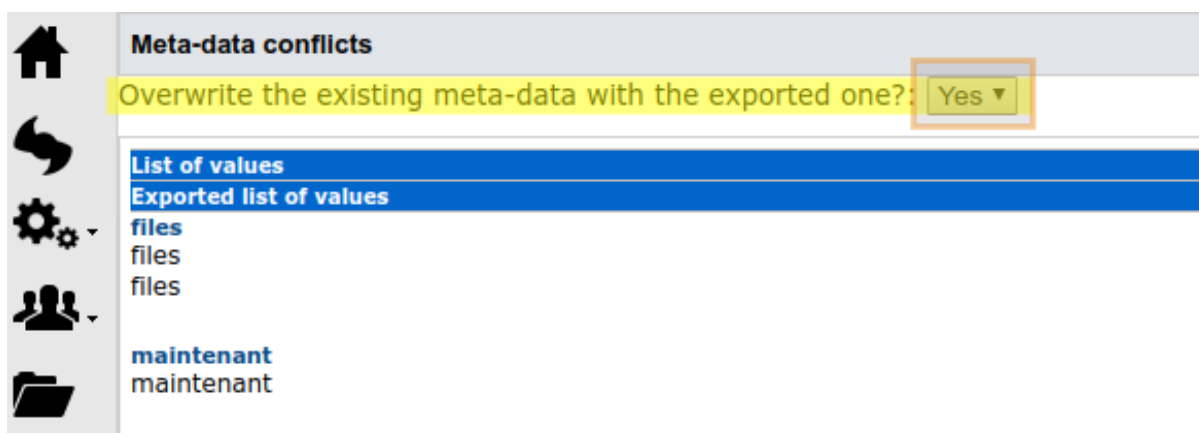 Meta-data conflicts
Overwrite the existing meta-data with the exported one?: Yes
List of values
Exported list of values
files
files
files
maintenant
maintenant